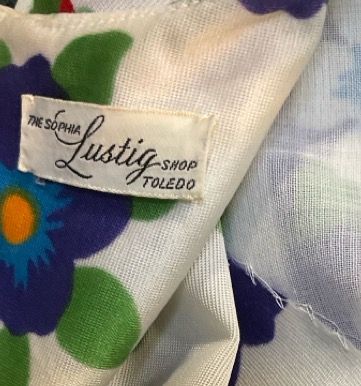 THE SOPHIA
Lustig SHOP
TOLEDO